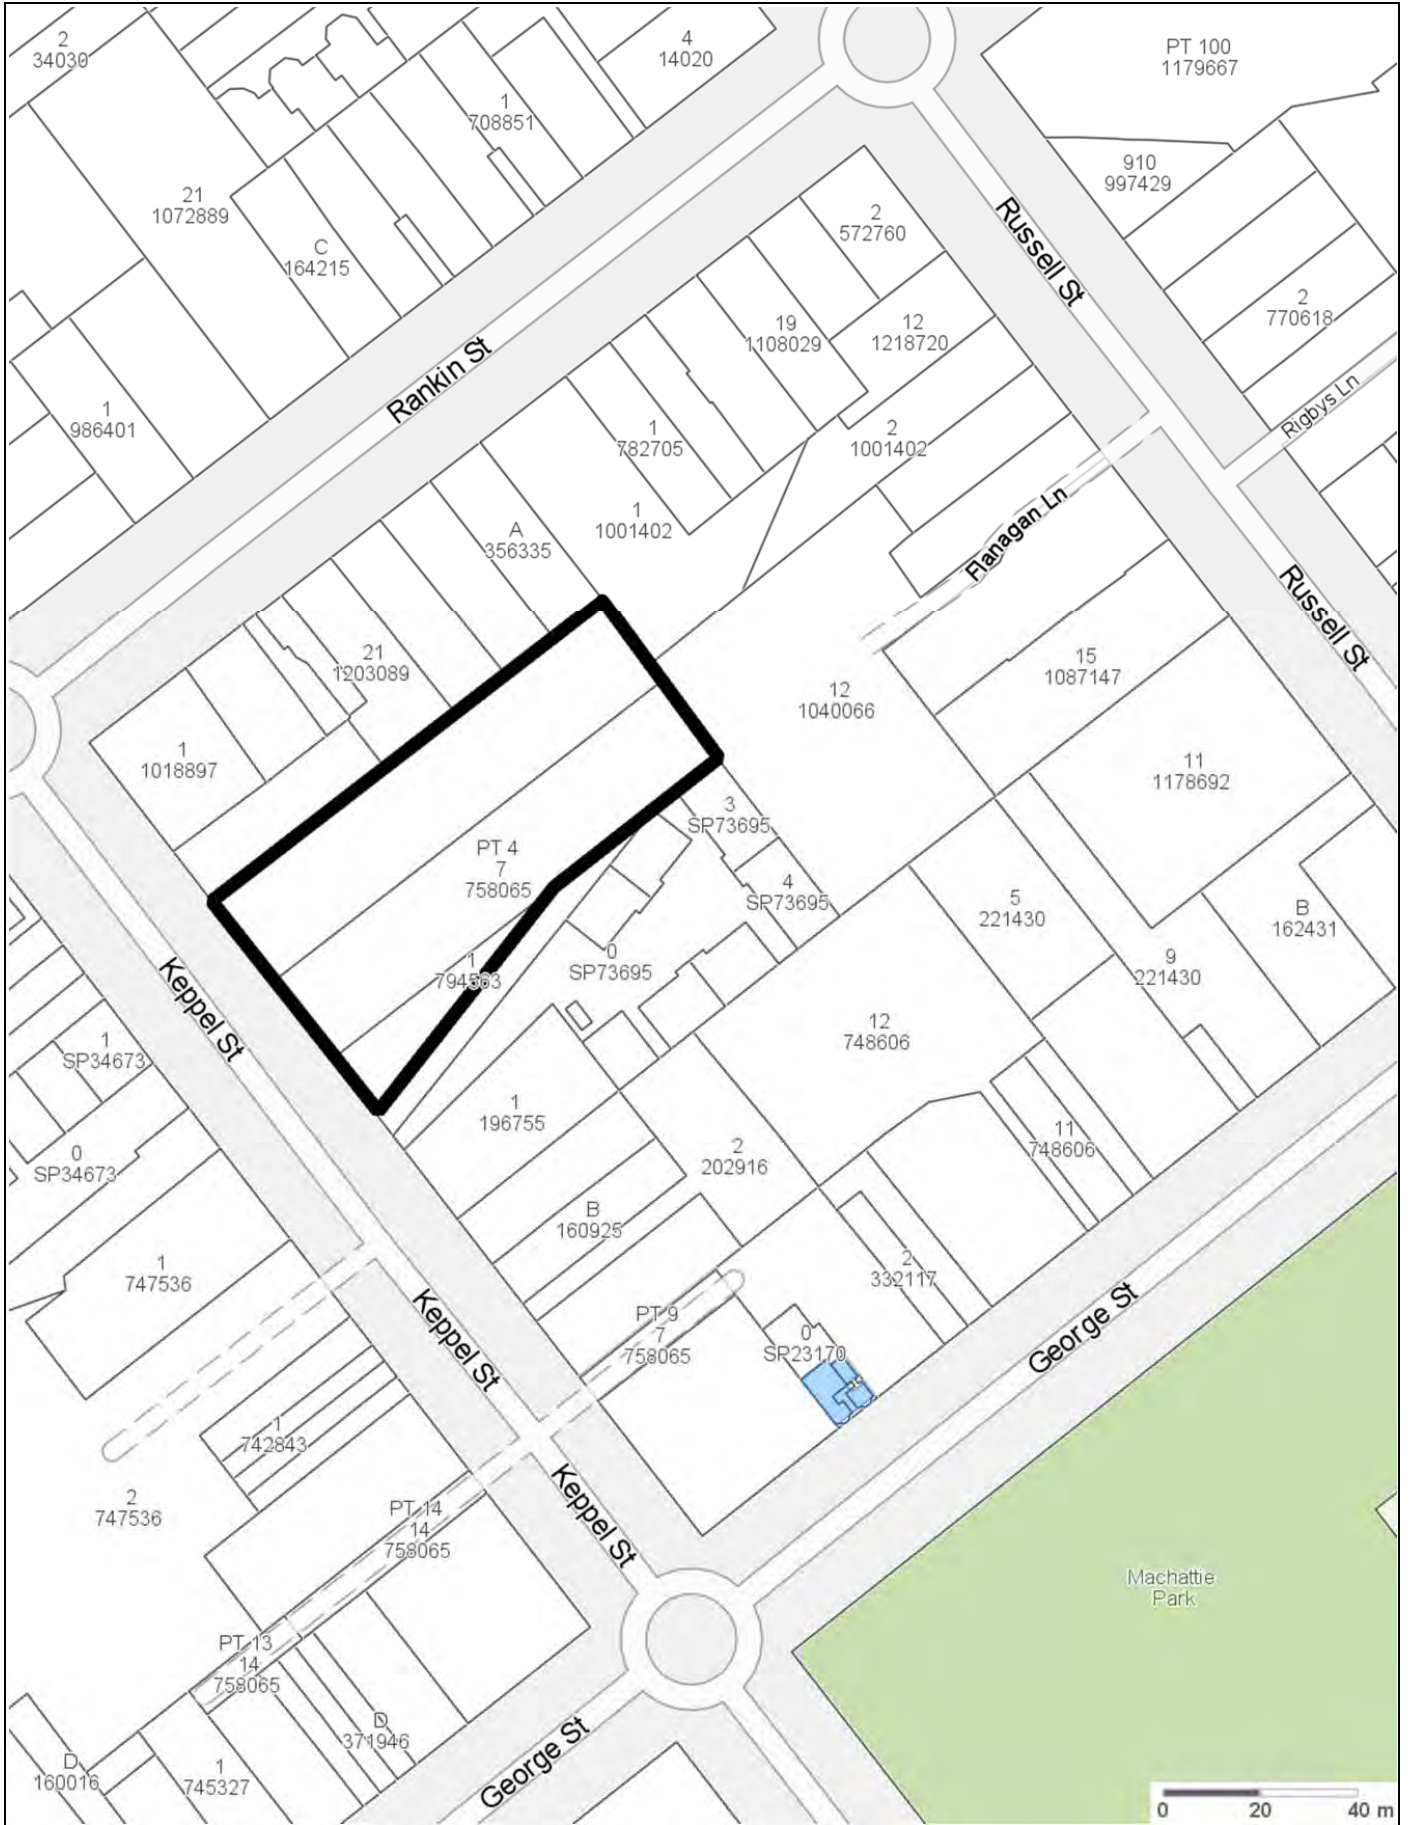 2
34030
4
14020
PT 100
1179667
1
708851
910
997429
21
1072889
2
572760
C
164215
Russell St
19
1108029
12
1218720
2
770618
Rankin St
Rigbys Ln
1
986401
1
782705
2
1001402
A
356335
1
1001402
Flanagan Ln
Russell St
21
1203089
15
1087147
12
1040066
1
1018897
11
1178692
3
SP73695
PT 4
7
758065
4
SP73695
5
221430
B
162431
1
794563
0
SP73695
9
221430
Keppel St
12
748606
1
SP34673
1
196755
11
748606
0
SP34673
2
202916
B
160925
1
747536
2
332117
Keppel St
PT 9
7
758065
0
SP23170
George St
1
742843
2
747536
Keppel St
PT 14
14
758065
Machattie
Park
PT 13
14
758065
D
371946
D
160016
1
745327
George St
0 20 40 m